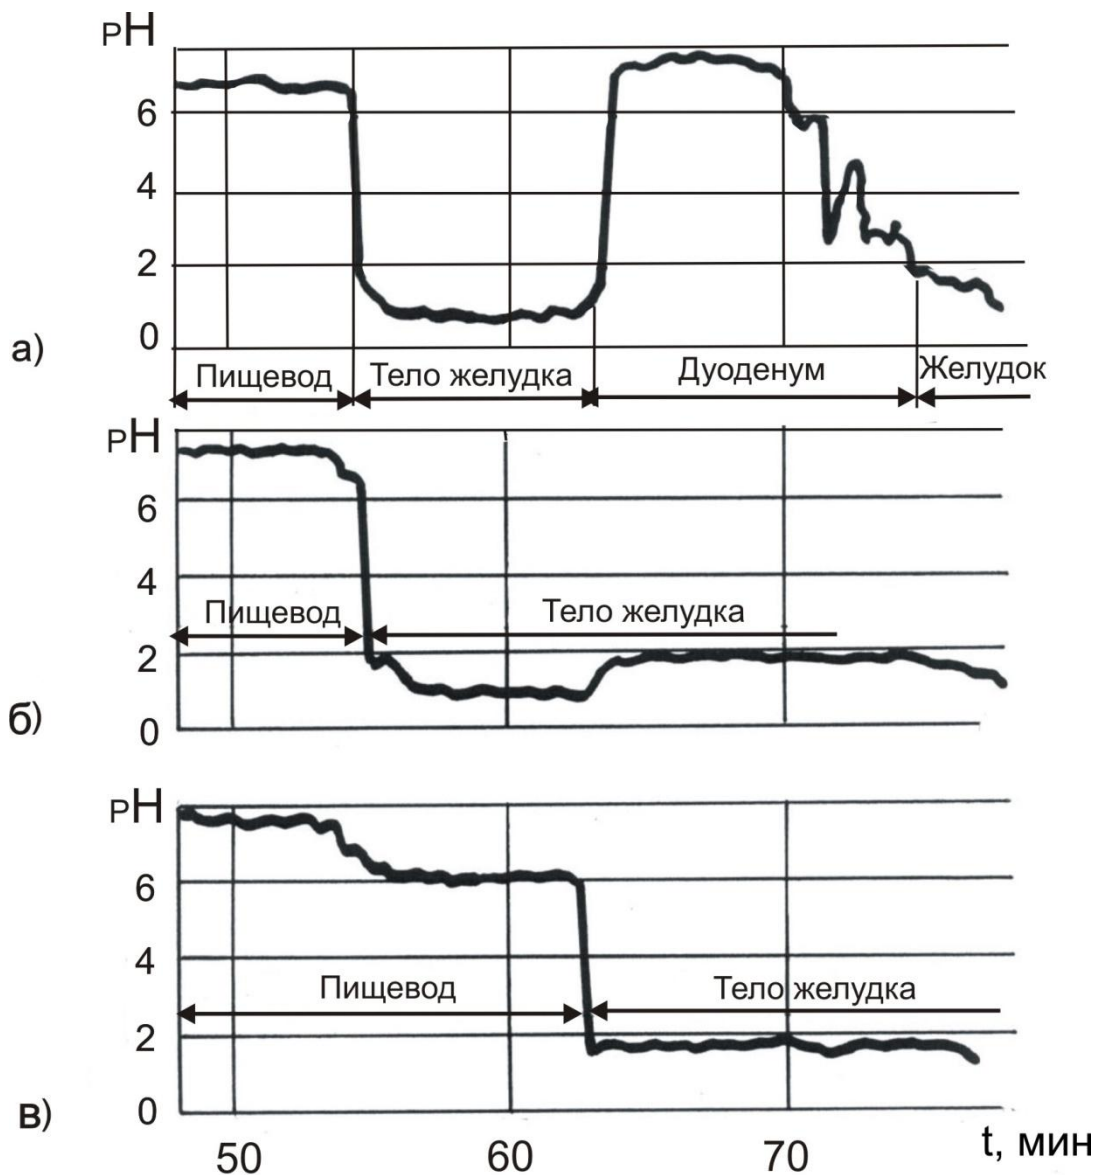 pH
6
4
2
0
а)
Пищевод
Тело желудка
Дуоденум
Желудок
pH
6
4
Пищевод
Тело желудка
2
0
б)
pH
6
4
Пищевод
Тело желудка
2
0
в)
50
60
70
t, мин